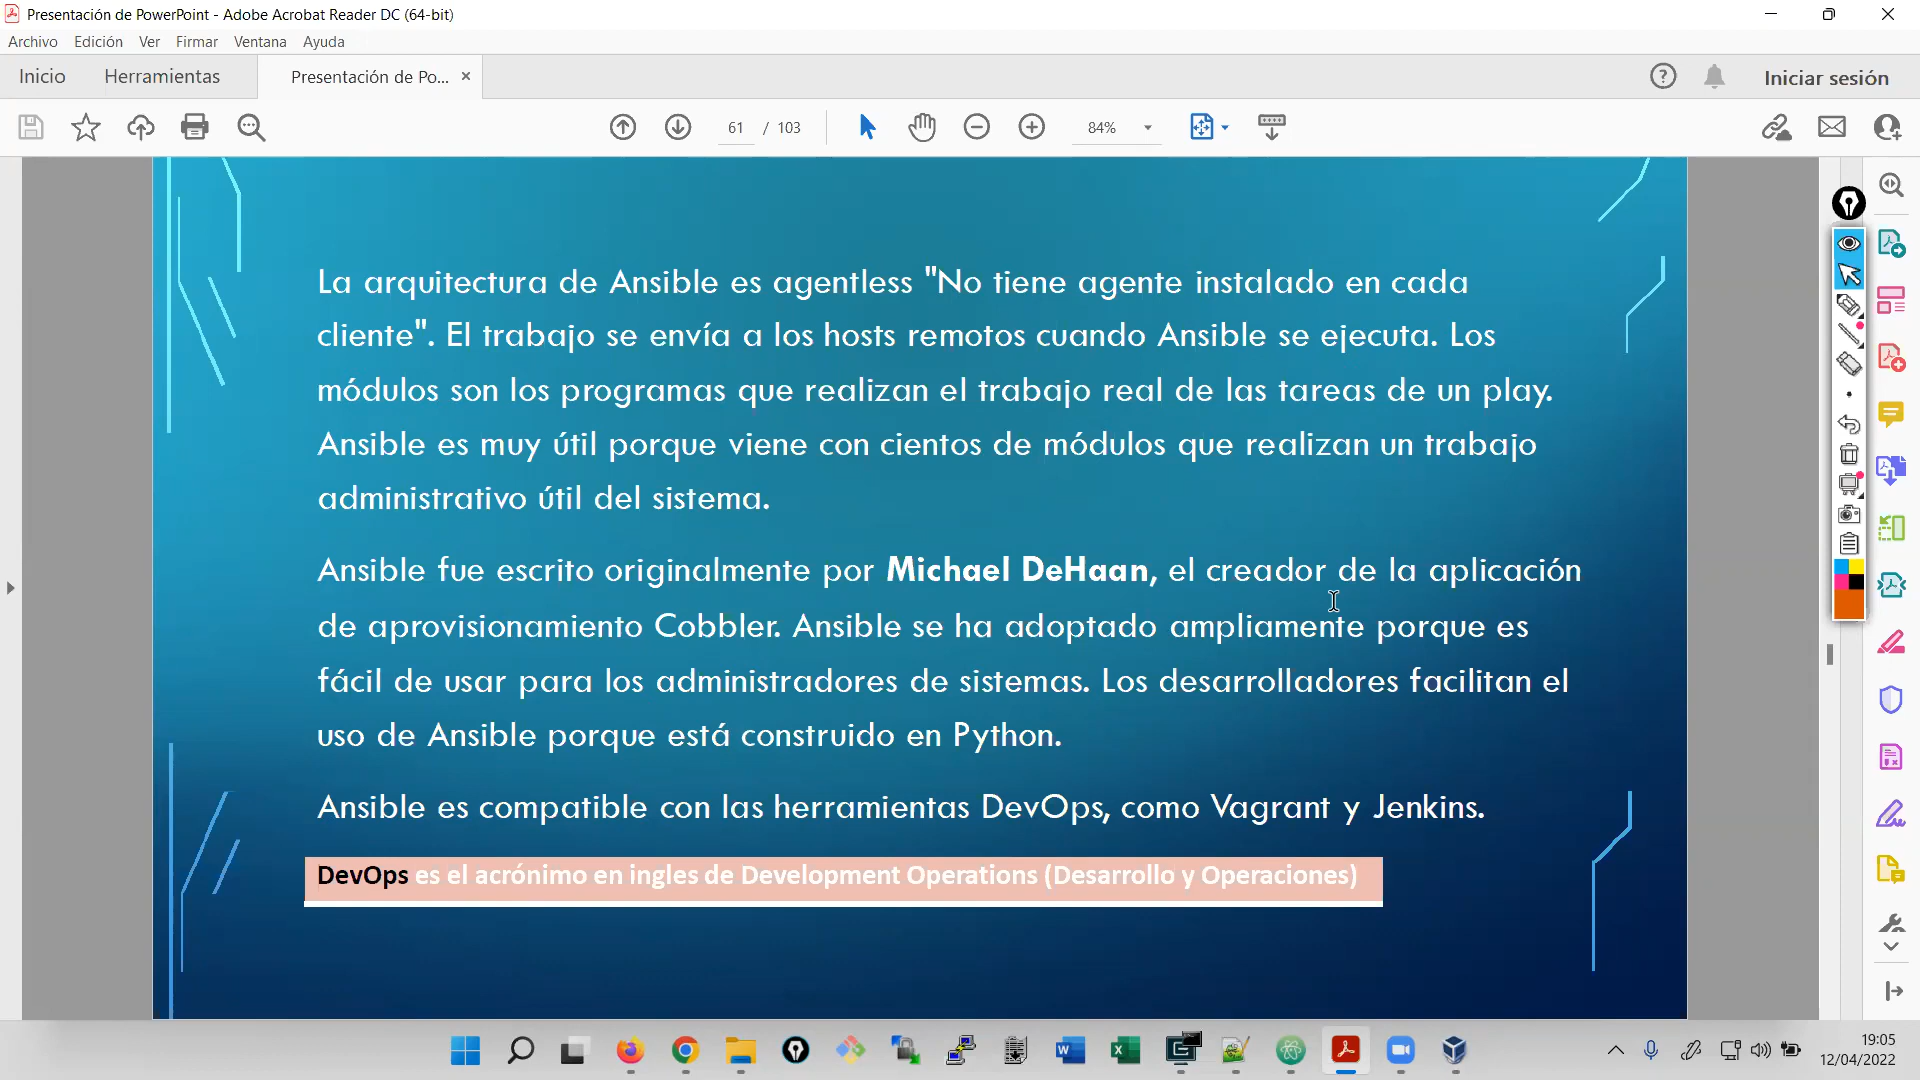 Presentación de PowerPoint - Adobe Acrobat Reader DC (64-bit)
Archivo Edición Ver Firmar Ventana Ayuda
Inicio Herramientas Presentación de Po... Iniciar sesión
61 / 103 84%
La arquitectura de Ansible es agentless "No tiene agente instalado en cada
cliente". El trabajo se envía a los hosts remotos cuando Ansible se ejecuta. Los
módulos son los programas que realizan el trabajo real de las tareas de un play.
Ansible es muy útil porque viene con cientos de módulos que realizan un trabajo
administrativo útil del sistema.
Ansible fue escrito originalmente por Michael DeHaan, el creador de la aplicación
de aprovisionamiento Cobbler. Ansible se ha adoptado ampliamente porque es
fácil de usar para los administradores de sistemas. Los desarrolladores facilitan el
uso de Ansible porque está construido en Python.
Ansible es compatible con las herramientas DevOps, como Vagrant y Jenkins.
DevOps es el acrónimo en ingles de Development Operations (Desarrollo y Operaciones)
19:05
12/04/2022